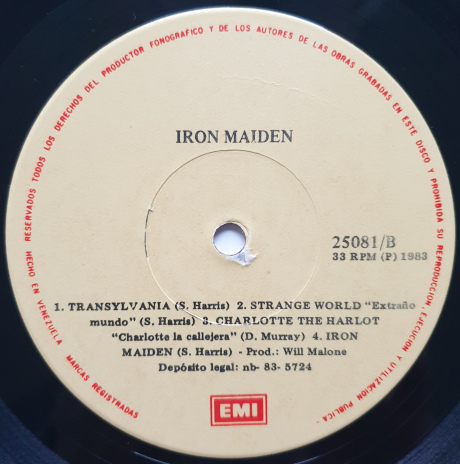 RESERVADOS TODOS LOS DERECHOS DEL PRODUCTOR FONOGRAFICO Y DE LOS AUTORES DE LAS OBRAS GRABADAS EN ESTE DISCO Y PROHIBIDA SU REPRODUCCION, EJECUCION Y UTILIZACION PUBLICA.
HECHO EN VENEZUELA MARCAS REGISTRADAS
IRON MAIDEN
25081/B
33 RPM (P) 1983
1. TRANSYLVANIA (S. Harris) 2. STRANGE WORLD "Extraño
mundo" (S. Harris) 3. CHARLOTTE THE HARLOT
"Charlotte la callejera" (D. Murray) 4. IRON
MAIDEN (S. Harris) - Prod.: Will Malone
Depósito legal: nb- 83- 5724
EMI